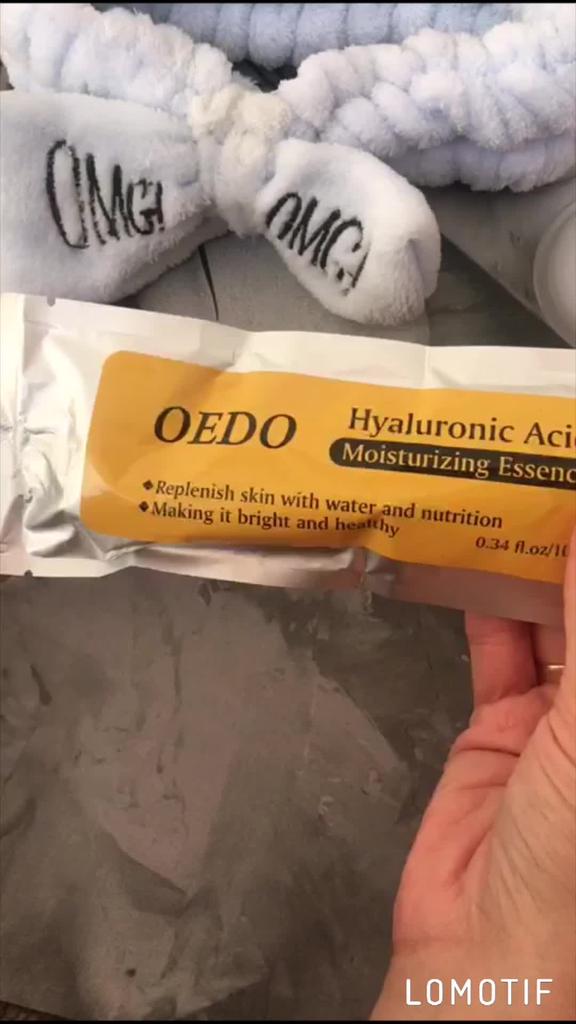 OMG!
OMG!
OEDO
Hyaluronic Aci
Moisturizing Essenc
◆Replenish skin with water and nutrition
◆Making it bright and healthy
0.34 fl.oz/10
LOMOTIF